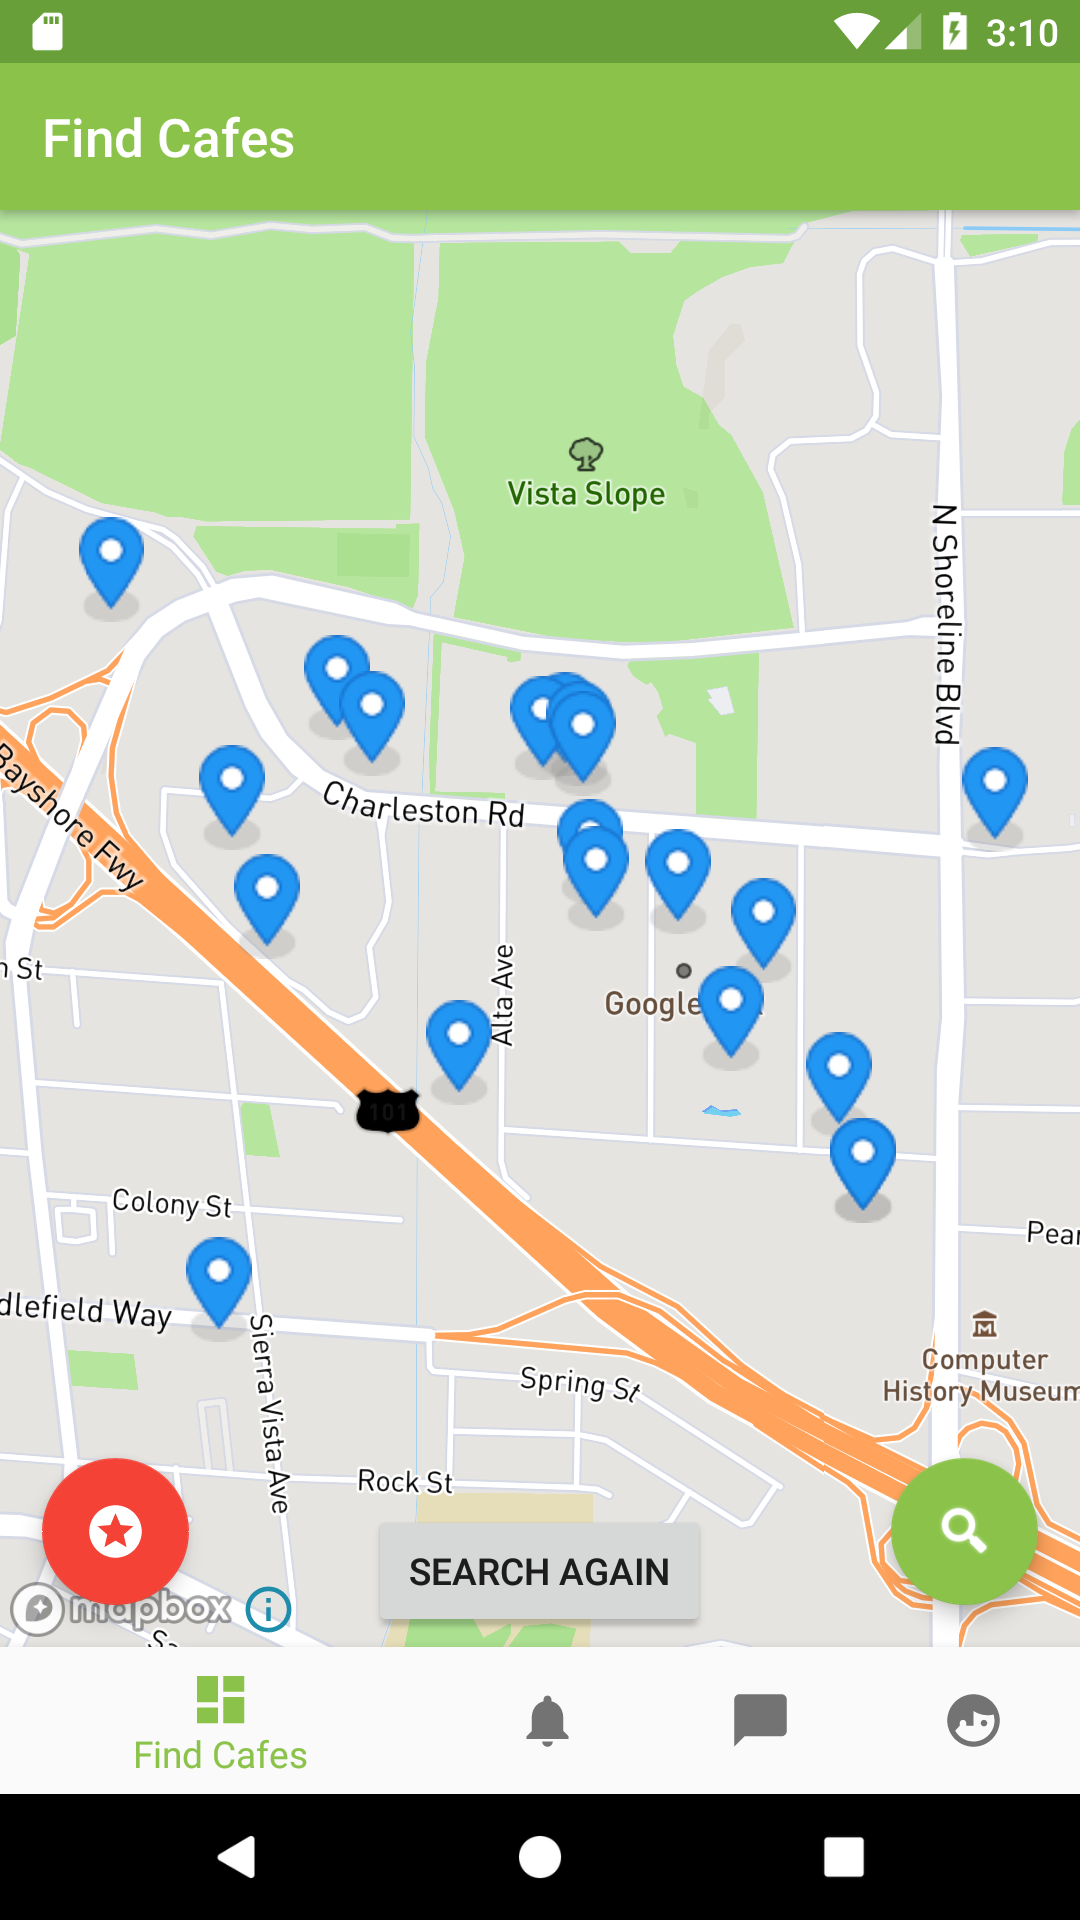 3:10
Find Cafes
Vista Slope
N Shoreline Blvd
Charleston Rd
Bayshore Fwy
Alta Ave
Google
St
101
Colony St
Pear
dlefield Way
Sierra Vista Ave
Computer
History Museum
Spring St
Rock St
SEARCH AGAIN
mapbox
Find Cafes